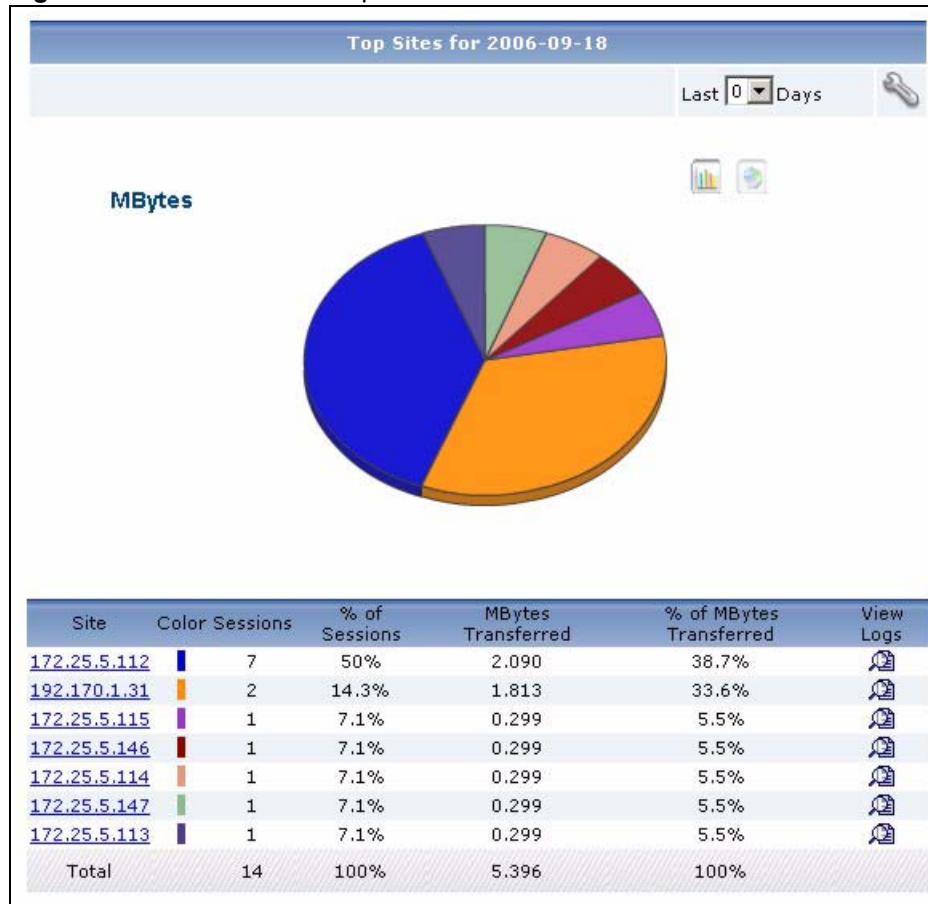 Top Sites for 2006-09-18
Last 0 Days
MBytes
Site Color Sessions % of Sessions MBytes Transferred % of MBytes Transferred View Logs
172.25.5.112 7 50% 2.090 38.7%
192.170.1.31 2 14.3% 1.813 33.6%
172.25.5.115 1 7.1% 0.299 5.5%
172.25.5.146 1 7.1% 0.299 5.5%
172.25.5.114 1 7.1% 0.299 5.5%
172.25.5.147 1 7.1% 0.299 5.5%
172.25.5.113 1 7.1% 0.299 5.5%
Total 14 100% 5.396 100%